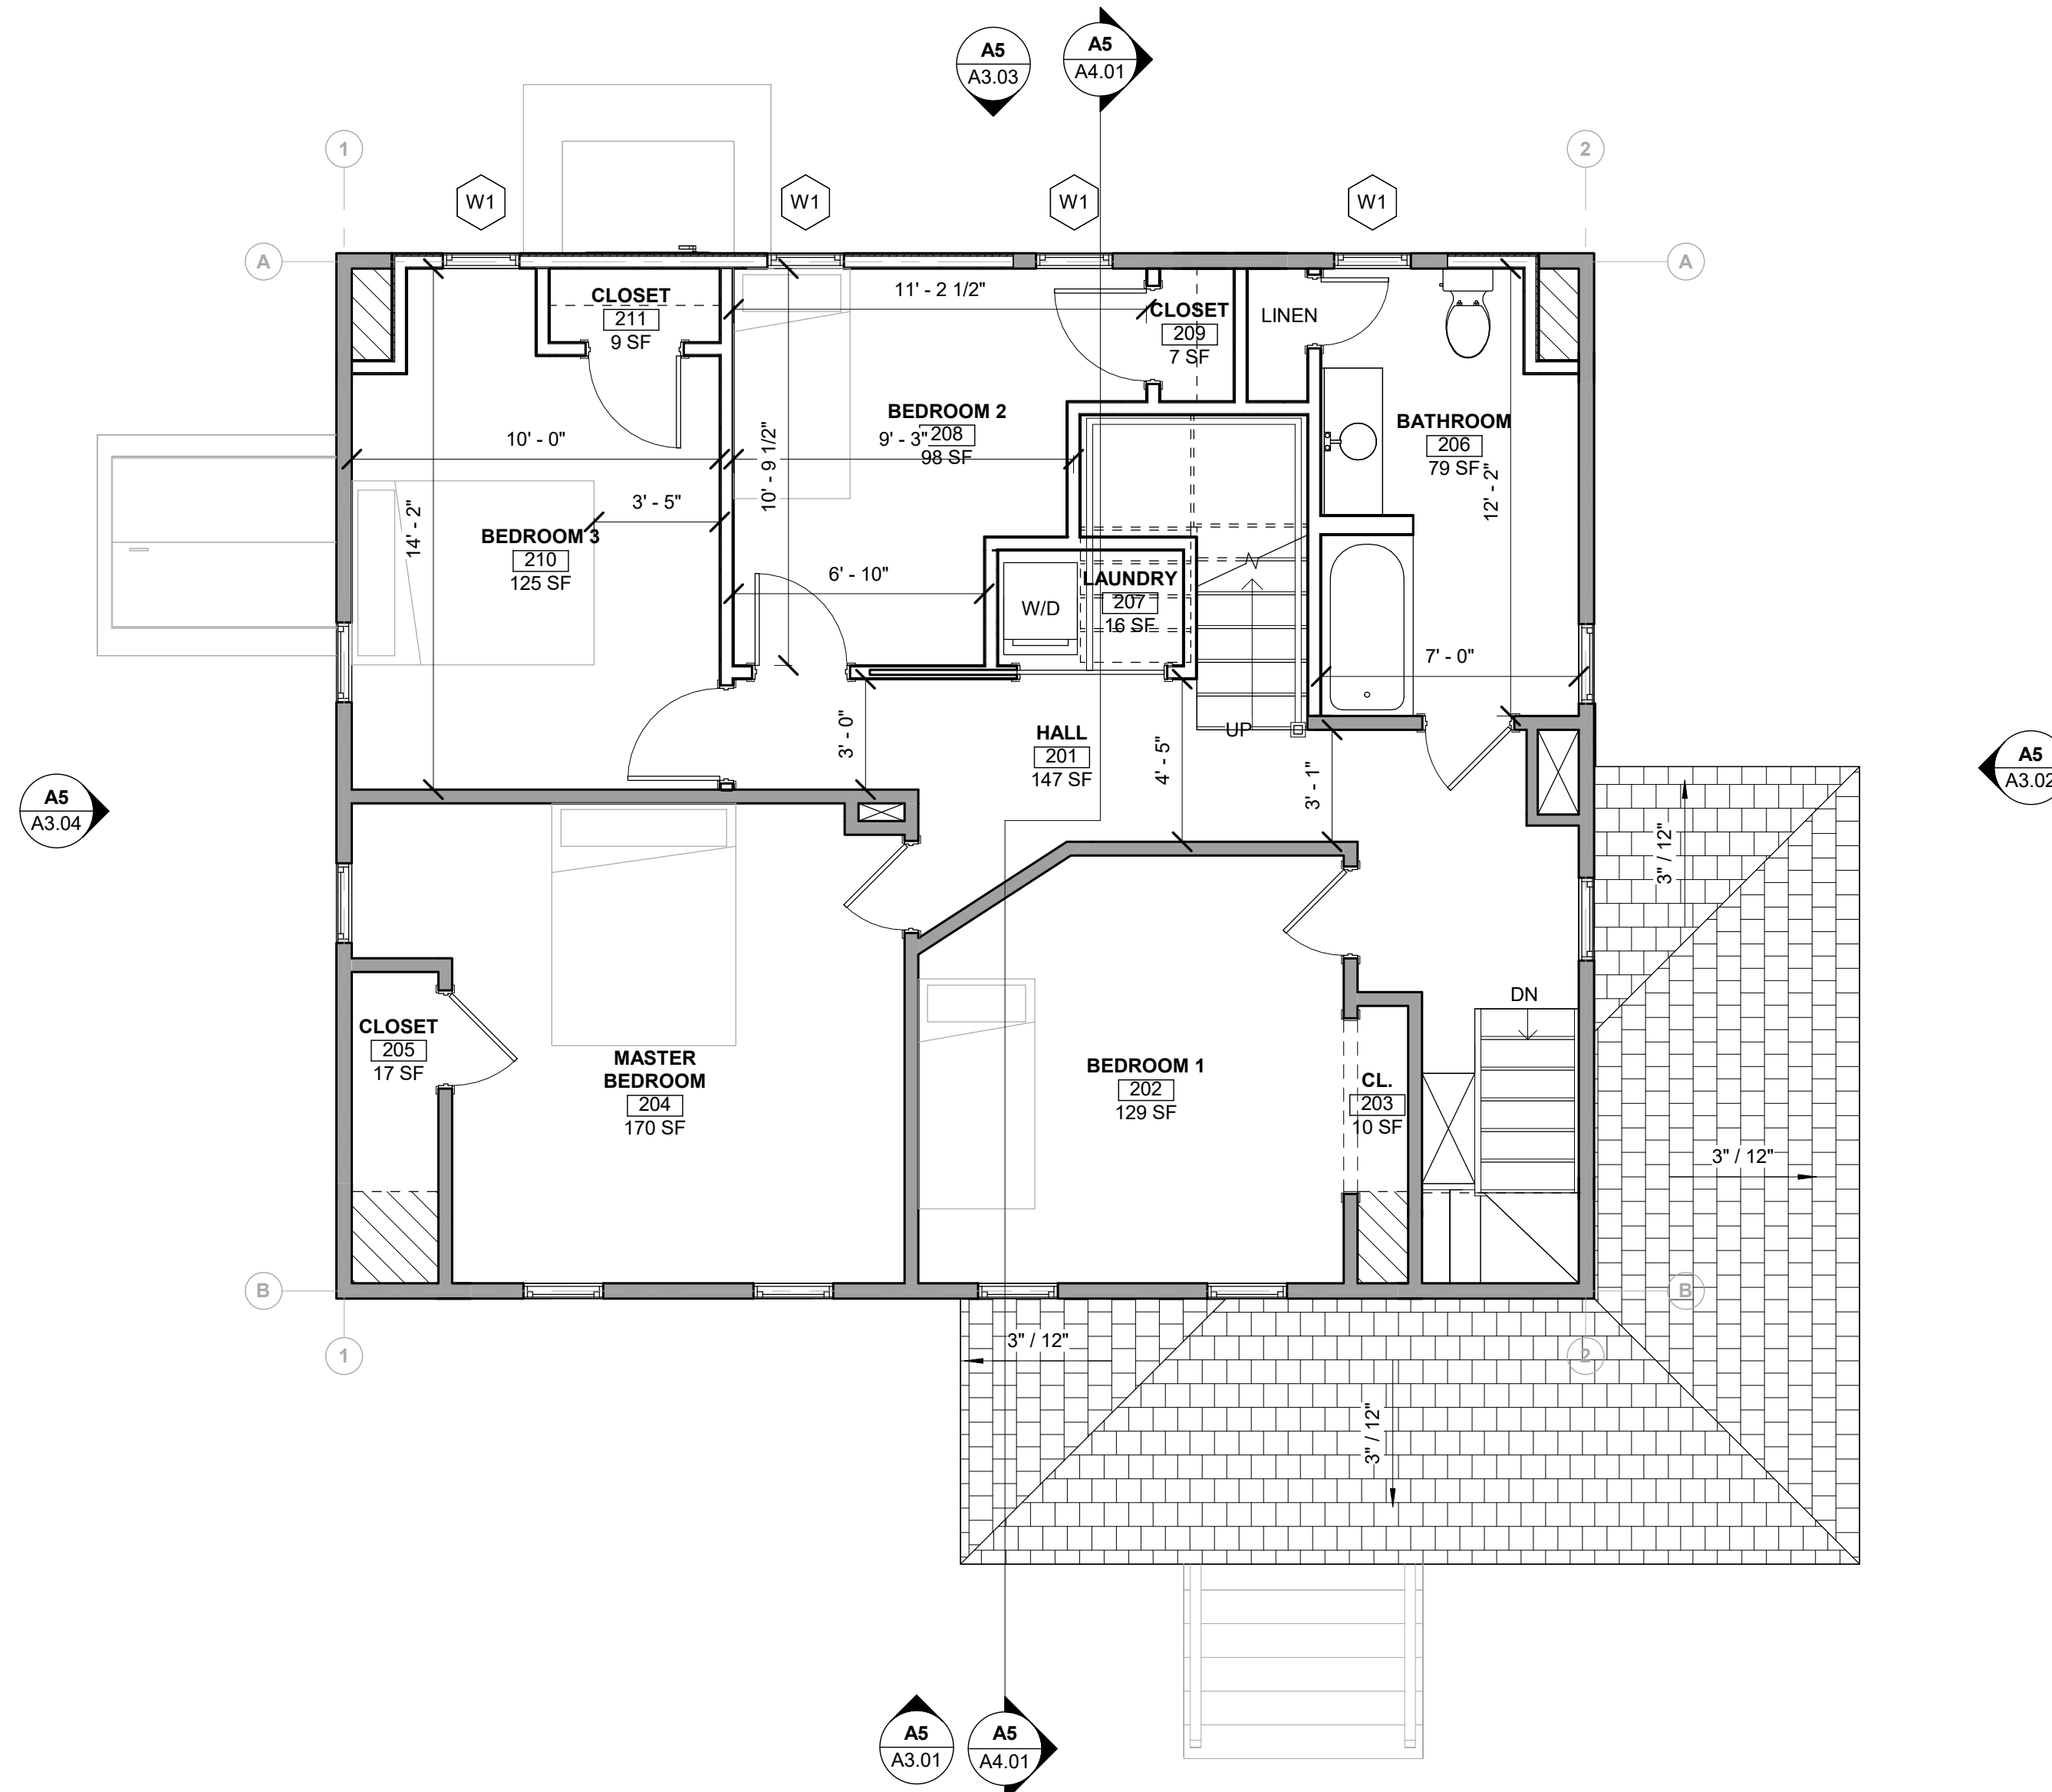 A5
A3.03
A5
A4.01
1
2
W1
W1
W1
W1
A
A
CLOSET
211
9 SF
11' - 2 1/2"
CLOSET
209
7 SF
LINEN
BEDROOM 2
208
98 SF
9' - 3"
10' - 0"
10' - 9 1/2"
BATHROOM
206
79 SF
12' - 2"
14' - 2"
3' - 5"
BEDROOM 3
210
125 SF
6' - 10"
W/D
LAUNDRY
207
16 SF
7' - 0"
UP
HALL
201
147 SF
3' - 0"
4' - 5"
3' - 1"
A5
A3.04
A5
A3.02
3" / 12"
DN
CLOSET
205
17 SF
MASTER
BEDROOM
204
170 SF
BEDROOM 1
202
129 SF
CL.
203
10 SF
3" / 12"
B
B
3" / 12"
1
2
3" / 12"
A5
A3.01
A5
A4.01